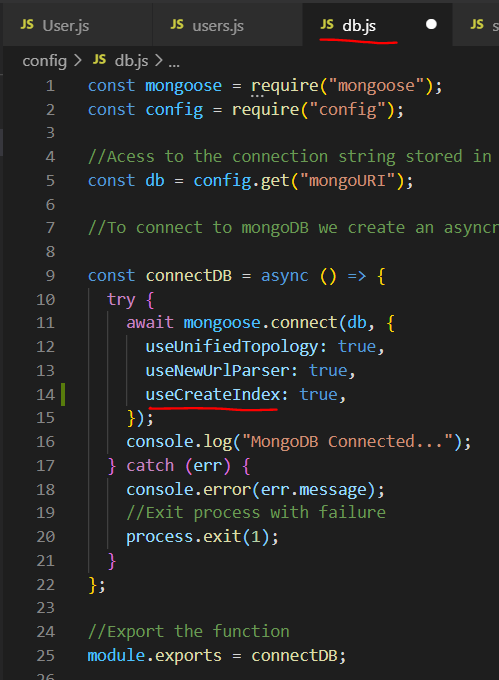 JS User.js JS users.js JS db.js JS s
config > JS db.js > ...
1 const mongoose = require("mongoose");
2 const config = require("config");
3
4 //Acess to the connection string stored in
5 const db = config.get("mongoURI");
6
7 //To connect to mongoDB we create an asyncr
8
9 const connectDB = async () => {
10 try {
11 await mongoose.connect(db, {
12 useUnifiedTopology: true,
13 useNewUrlParser: true,
14 useCreateIndex: true,
15 });
16 console.log("MongoDB Connected...");
17 } catch (err) {
18 console.error(err.message);
19 //Exit process with failure
20 process.exit(1);
21 }
22 };
23
24 //Export the function
25 module.exports = connectDB;
26